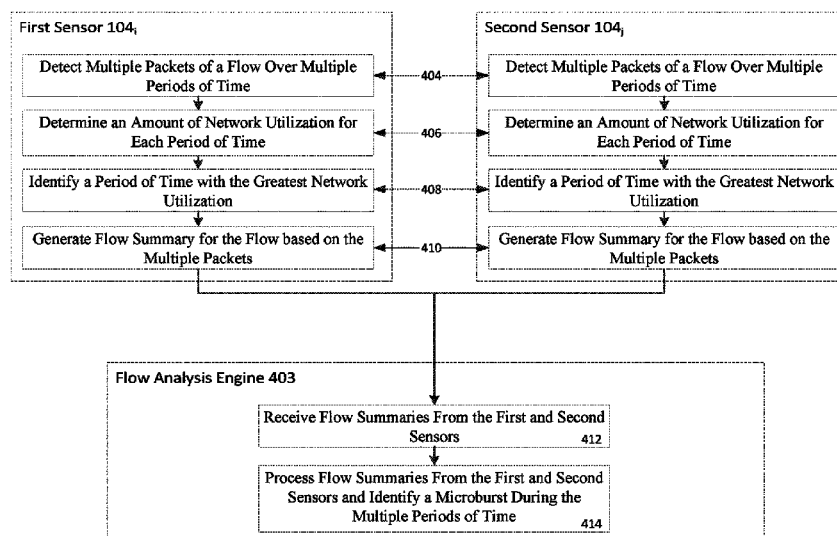 First Sensor 104i
Detect Multiple Packets of a Flow Over Multiple
Periods of Time
Determine an Amount of Network Utilization for
Each Period of Time
Identify a Period of Time with the Greatest Network
Utilization
Generate Flow Summary for the Flow based on the
Multiple Packets
404
406
408
410
Second Sensor 104j
Detect Multiple Packets of a Flow Over Multiple
Periods of Time
Determine an Amount of Network Utilization for
Each Period of Time
Identify a Period of Time with the Greatest Network
Utilization
Generate Flow Summary for the Flow based on the
Multiple Packets
Flow Analysis Engine 403
Receive Flow Summaries From the First and Second
Sensors
412
Process Flow Summaries From the First and Second
Sensors and Identify a Microburst During the
Multiple Periods of Time
414